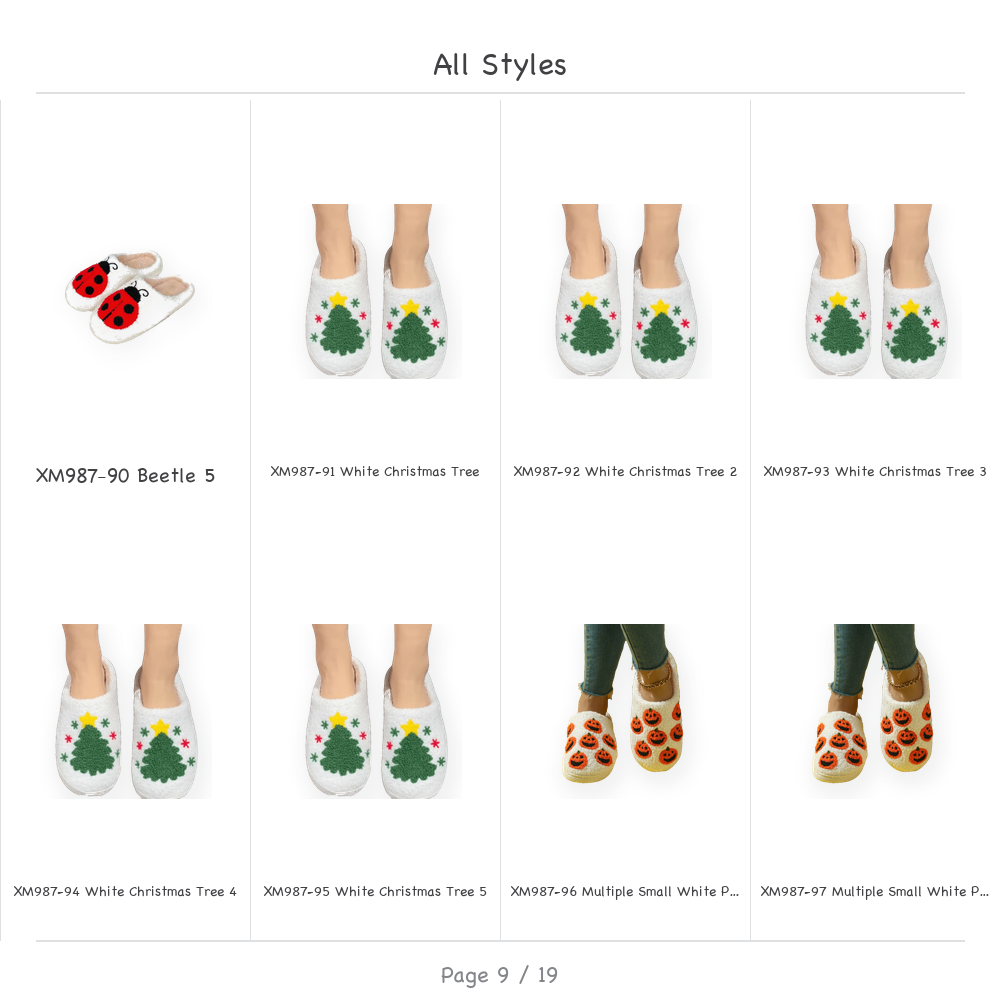 All Styles
XM987-90 Beetle 5
XM987-91 White Christmas Tree
XM987-92 White Christmas Tree 2
XM987-93 White Christmas Tree 3
XM987-94 White Christmas Tree 4
XM987-95 White Christmas Tree 5
XM987-96 Multiple Small White P...
XM987-97 Multiple Small White P...
Page 9 / 19